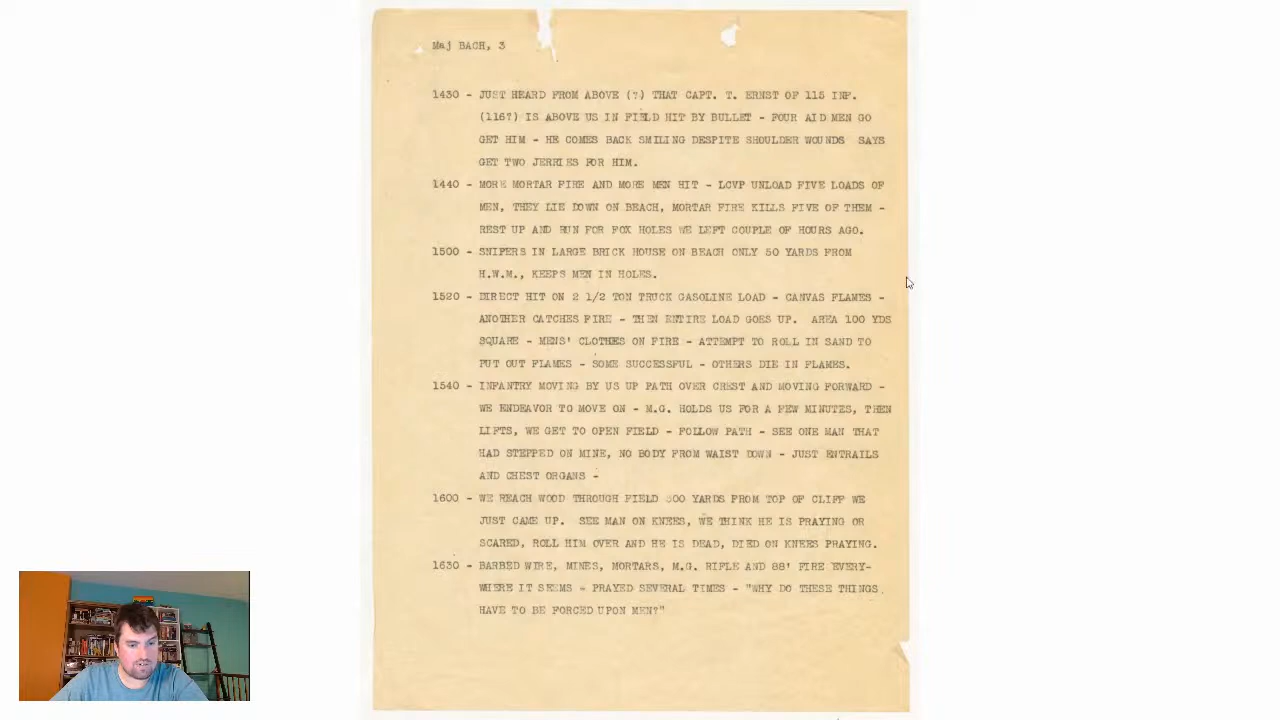 Maj BACH, 3
1430 - JUST HEARD FROM ABOVE (?) THAT CAPT. T. ERNST OF 115 INF.
(116?) IS ABOVE US IN FIELD HIT BY BULLET - FOUR AID MEN GO
GET HIM - HE COMES BACK SMILING DESPITE SHOULDER WOUNDS SAYS
GET TWO JERRIES FOR HIM.
1440 - MORE MORTAR FIRE AND MORE MEN HIT - LCVP UNLOAD FIVE LOADS OF
MEN, THEY LIE DOWN ON BEACH, MORTAR FIRE KILLS FIVE OF THEM -
REST UP AND RUN FOR FOX HOLES WE LEFT COUPLE OF HOURS AGO.
1500 - SNIPERS IN LARGE BRICK HOUSE ON BEACH ONLY 50 YARDS FROM
H.W.M., KEEPS MEN IN HOLES.
1520 - DIRECT HIT ON 2 1/2 TON TRUCK GASOLINE LOAD - CANVAS FLAMES -
ANOTHER CATCHES FIRE - THEN ENTIRE LOAD GOES UP. AREA 100 YDS
SQUARE - MENS' CLOTHES ON FIRE - ATTEMPT TO ROLL IN SAND TO
PUT OUT FLAMES - SOME SUCCESSFUL - OTHERS DIE IN FLAMES.
1540 - INFANTRY MOVING BY US UP PATH OVER CREST AND MOVING FORWARD -
WE ENDEAVOR TO MOVE ON - M.G. HOLDS US FOR A FEW MINUTES, THEN
LIFTS, WE GET TO OPEN FIELD - FOLLOW PATH - SEE ONE MAN THAT
HAD STEPPED ON MINE, NO BODY FROM WAIST DOWN - JUST ENTRAILS
AND CHEST ORGANS -
1600 - WE REACH WOOD THROUGH FIELD YARDS FROM TOP OF CLIFF WE
JUST CAME UP. SEE MAN ON KNEES, WE THINK HE IS PRAYING OR
SCARED, ROLL HIM OVER AND HE IS DEAD, DIED ON KNEES PRAYING.
1630 - BARBED WIRE, MINES, MORTARS, M.G. RIFLE AND 88' FIRE EVERY-
WHERE IT SEEMS - PRAYED SEVERAL TIMES - "WHY DO THESE THINGS
HAVE TO BE FORCED UPON MEN?"